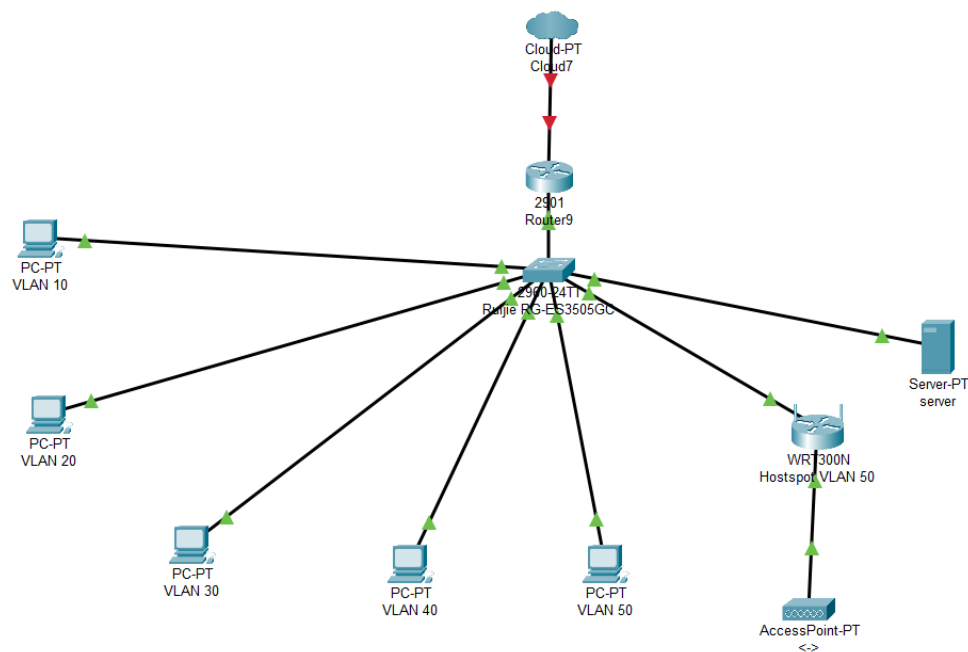 Cloud-PT
Cloud7
2901
Router9
PC-PT
VLAN 10
2960-24TT
Ruijie RG-ES3505GC
Server-PT
server
PC-PT
VLAN 20
WRT300N
Hostspot VLAN 50
PC-PT
VLAN 30
PC-PT
VLAN 40
PC-PT
VLAN 50
AccessPoint-PT
<->